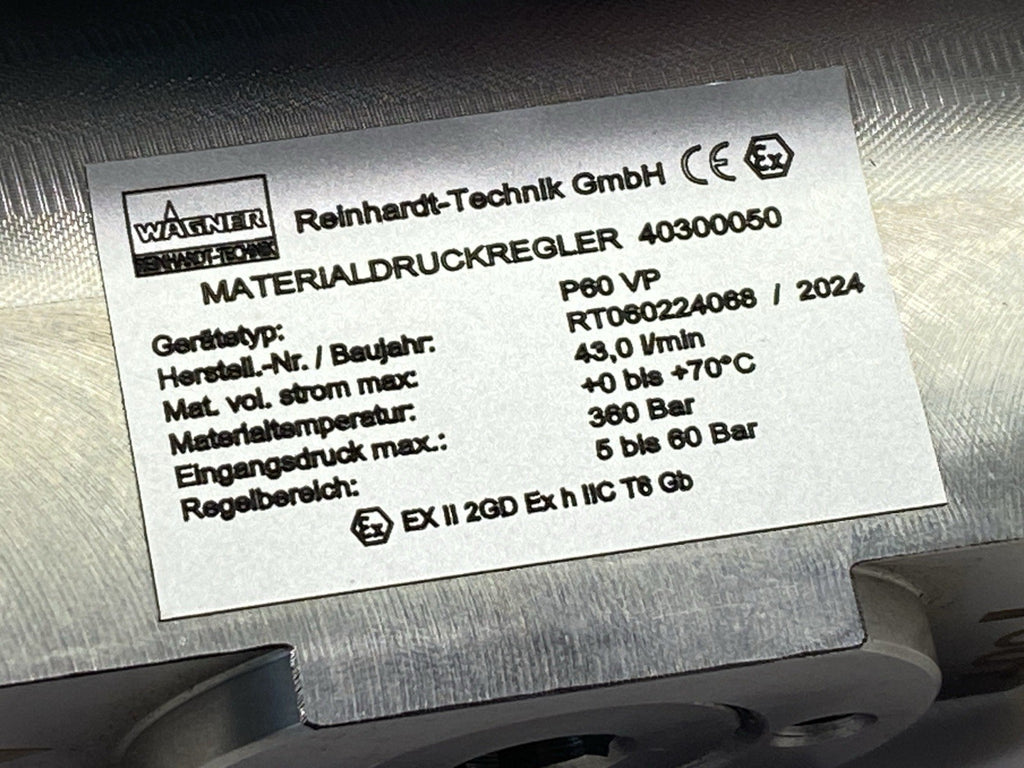 WAGNER
REINHARDT-TECHNIK
Reinhardt-Technik GmbH CE Ex
MATERIALDRUCKREGLER 40300050
Gerätetyp: P60 VP
Herstell.-Nr. / Baujahr: RT060224068 / 2024
Mat. vol. strom max: 43,0 l/min
Materialtemperatur: +0 bis +70°C
Eingangsdruck max.: 360 Bar
Regelbereich: 5 bis 60 Bar
Ex EX II 2GD Ex h IIC T6 Gb